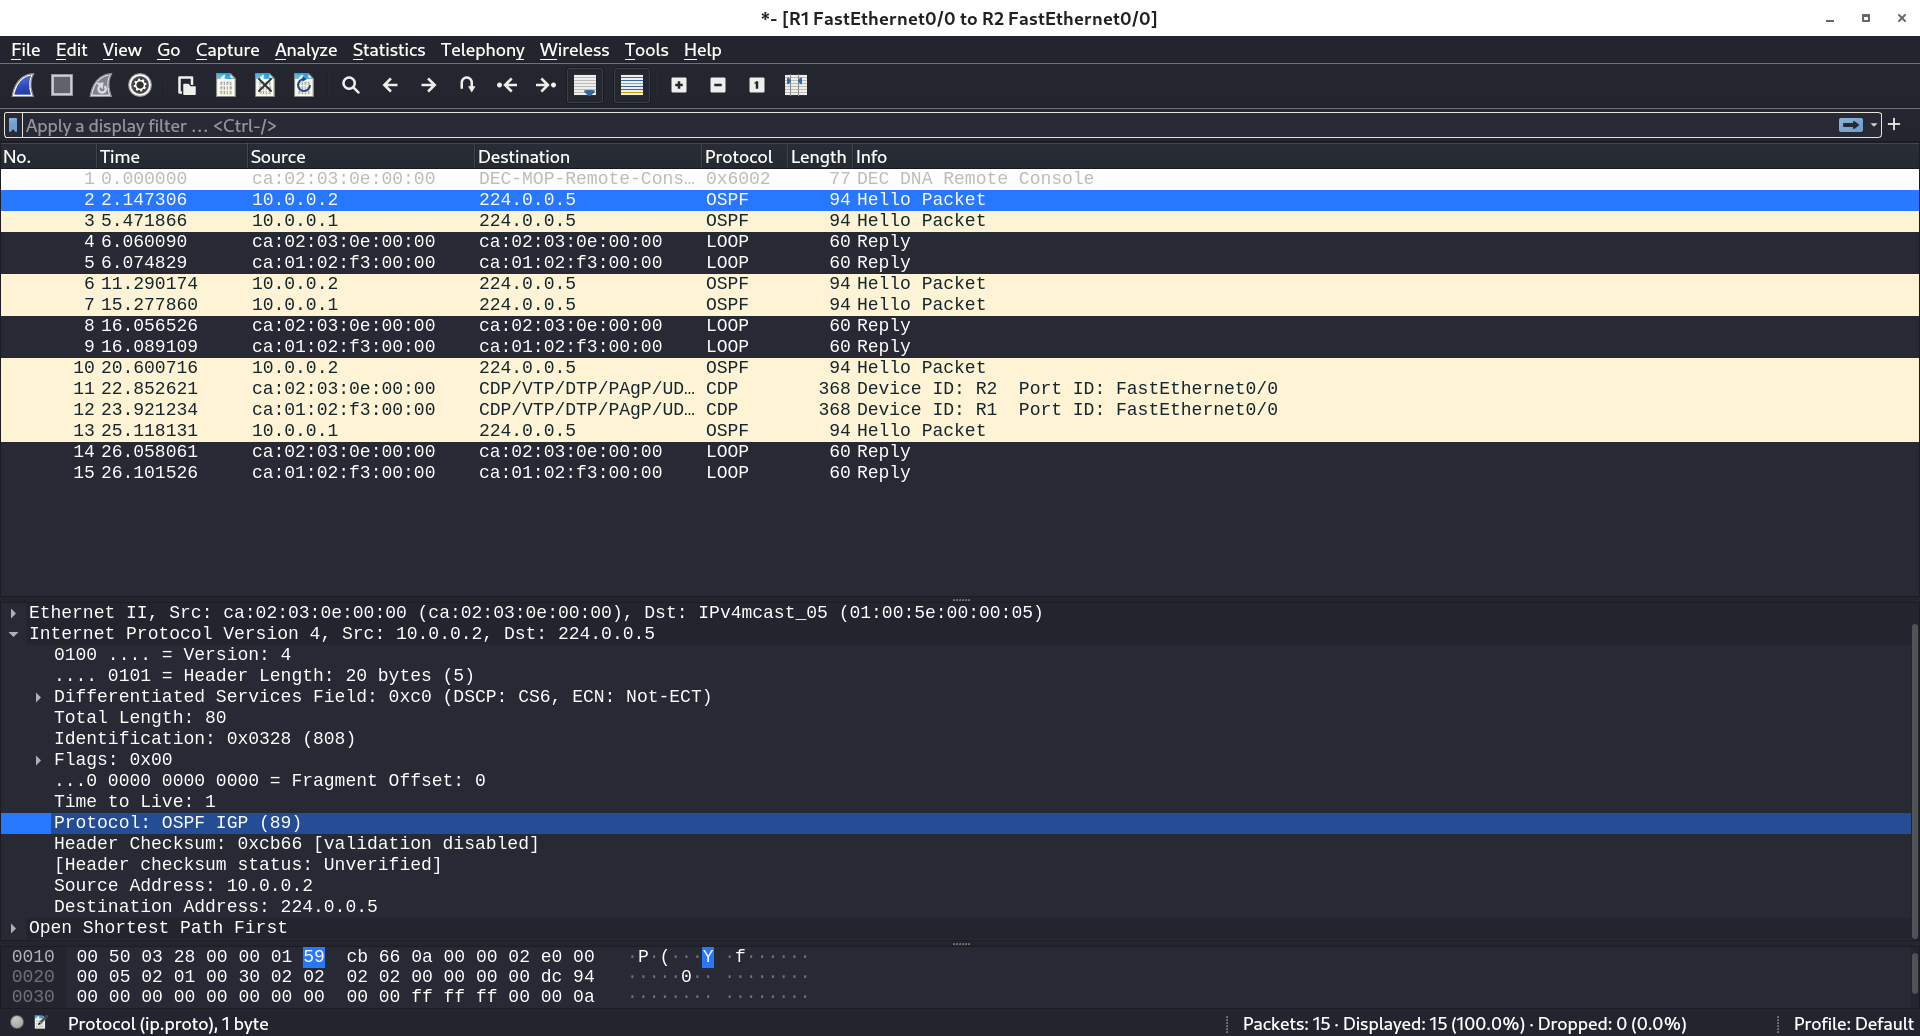 *- [R1 FastEthernet0/0 to R2 FastEthernet0/0]
File Edit View Go Capture Analyze Statistics Telephony Wireless Tools Help
Apply a display filter … <Ctrl-/>
No. Time Source Destination Protocol Length Info
1 0.000000 ca:02:03:0e:00:00 DEC-MOP-Remote-Cons… 0x6002 77 DEC DNA Remote Console
2 2.147306 10.0.0.2 224.0.0.5 OSPF 94 Hello Packet
3 5.471866 10.0.0.1 224.0.0.5 OSPF 94 Hello Packet
4 6.060090 ca:02:03:0e:00:00 ca:02:03:0e:00:00 LOOP 60 Reply
5 6.074829 ca:01:02:f3:00:00 ca:01:02:f3:00:00 LOOP 60 Reply
6 11.290174 10.0.0.2 224.0.0.5 OSPF 94 Hello Packet
7 15.277860 10.0.0.1 224.0.0.5 OSPF 94 Hello Packet
8 16.056526 ca:02:03:0e:00:00 ca:02:03:0e:00:00 LOOP 60 Reply
9 16.089109 ca:01:02:f3:00:00 ca:01:02:f3:00:00 LOOP 60 Reply
10 20.600716 10.0.0.2 224.0.0.5 OSPF 94 Hello Packet
11 22.852621 ca:02:03:0e:00:00 CDP/VTP/DTP/PAgP/UD… CDP 368 Device ID: R2 Port ID: FastEthernet0/0
12 23.921234 ca:01:02:f3:00:00 CDP/VTP/DTP/PAgP/UD… CDP 368 Device ID: R1 Port ID: FastEthernet0/0
13 25.118131 10.0.0.1 224.0.0.5 OSPF 94 Hello Packet
14 26.058061 ca:02:03:0e:00:00 ca:02:03:0e:00:00 LOOP 60 Reply
15 26.101526 ca:01:02:f3:00:00 ca:01:02:f3:00:00 LOOP 60 Reply
Ethernet II, Src: ca:02:03:0e:00:00 (ca:02:03:0e:00:00), Dst: IPv4mcast_05 (01:00:5e:00:00:05)
Internet Protocol Version 4, Src: 10.0.0.2, Dst: 224.0.0.5
0100 .... = Version: 4
.... 0101 = Header Length: 20 bytes (5)
Differentiated Services Field: 0xc0 (DSCP: CS6, ECN: Not-ECT)
Total Length: 80
Identification: 0x0328 (808)
Flags: 0x00
...0 0000 0000 0000 = Fragment Offset: 0
Time to Live: 1
Protocol: OSPF IGP (89)
Header Checksum: 0xcb66 [validation disabled]
[Header checksum status: Unverified]
Source Address: 10.0.0.2
Destination Address: 224.0.0.5
Open Shortest Path First
0010 00 50 03 28 00 00 01 59 cb 66 0a 00 00 02 e0 00 ·P·(···Y ·f······
0020 00 05 02 01 00 30 02 02 02 02 00 00 00 00 dc 94 ·····0·· ········
0030 00 00 00 00 00 00 00 00 00 00 ff ff ff 00 00 0a ········ ········
Protocol (ip.proto), 1 byte Packets: 15 · Displayed: 15 (100.0%) · Dropped: 0 (0.0%) Profile: Default